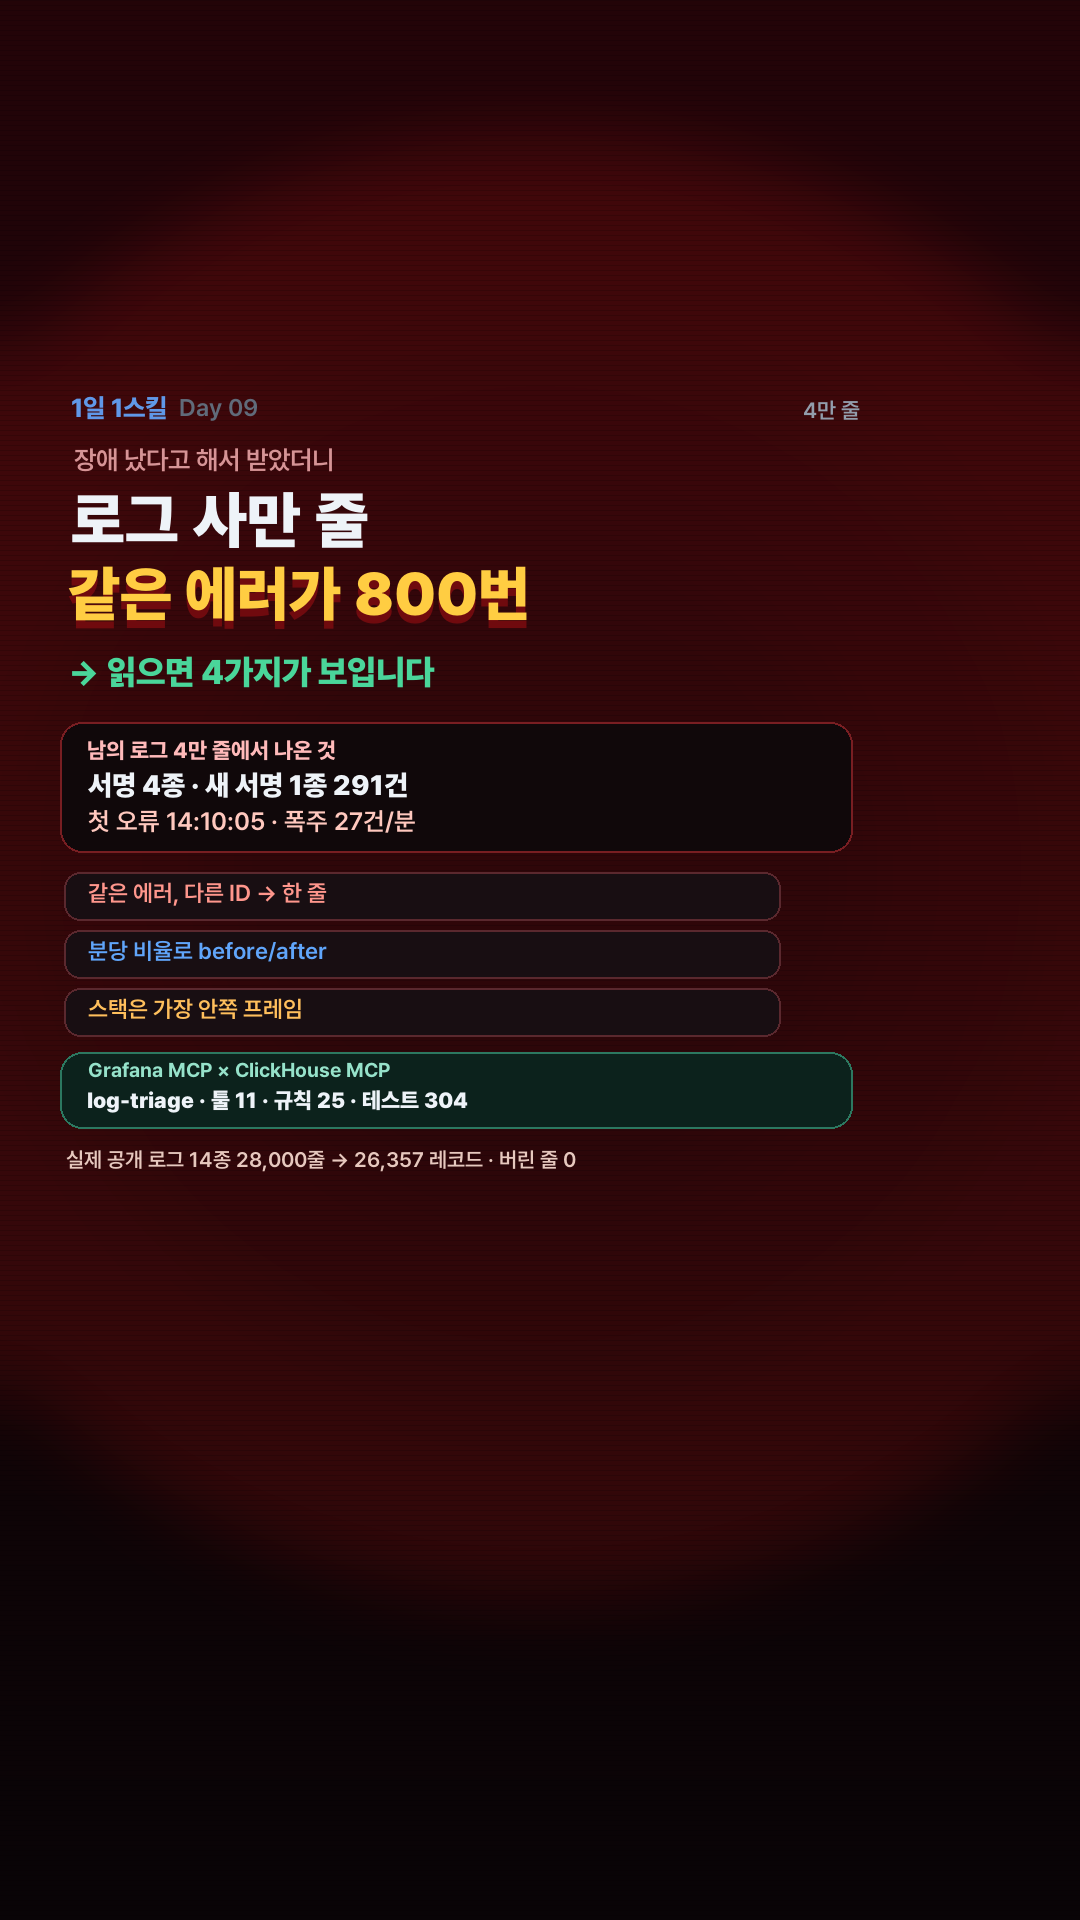 1일 1스킬 Day 09
4만 줄
장애 났다고 해서 받았더니
로그 사만 줄
같은 에러가 800번
→ 읽으면 4가지가 보입니다
남의 로그 4만 줄에서 나온 것
서명 4종 · 새 서명 1종 291건
첫 오류 14:10:05 · 폭주 27건/분
같은 에러, 다른 ID → 한 줄
분당 비율로 before/after
스택은 가장 안쪽 프레임
Grafana MCP × ClickHouse MCP
log-triage · 툴 11 · 규칙 25 · 테스트 304
실제 공개 로그 14종 28,000줄 → 26,357 레코드 · 버린 줄 0